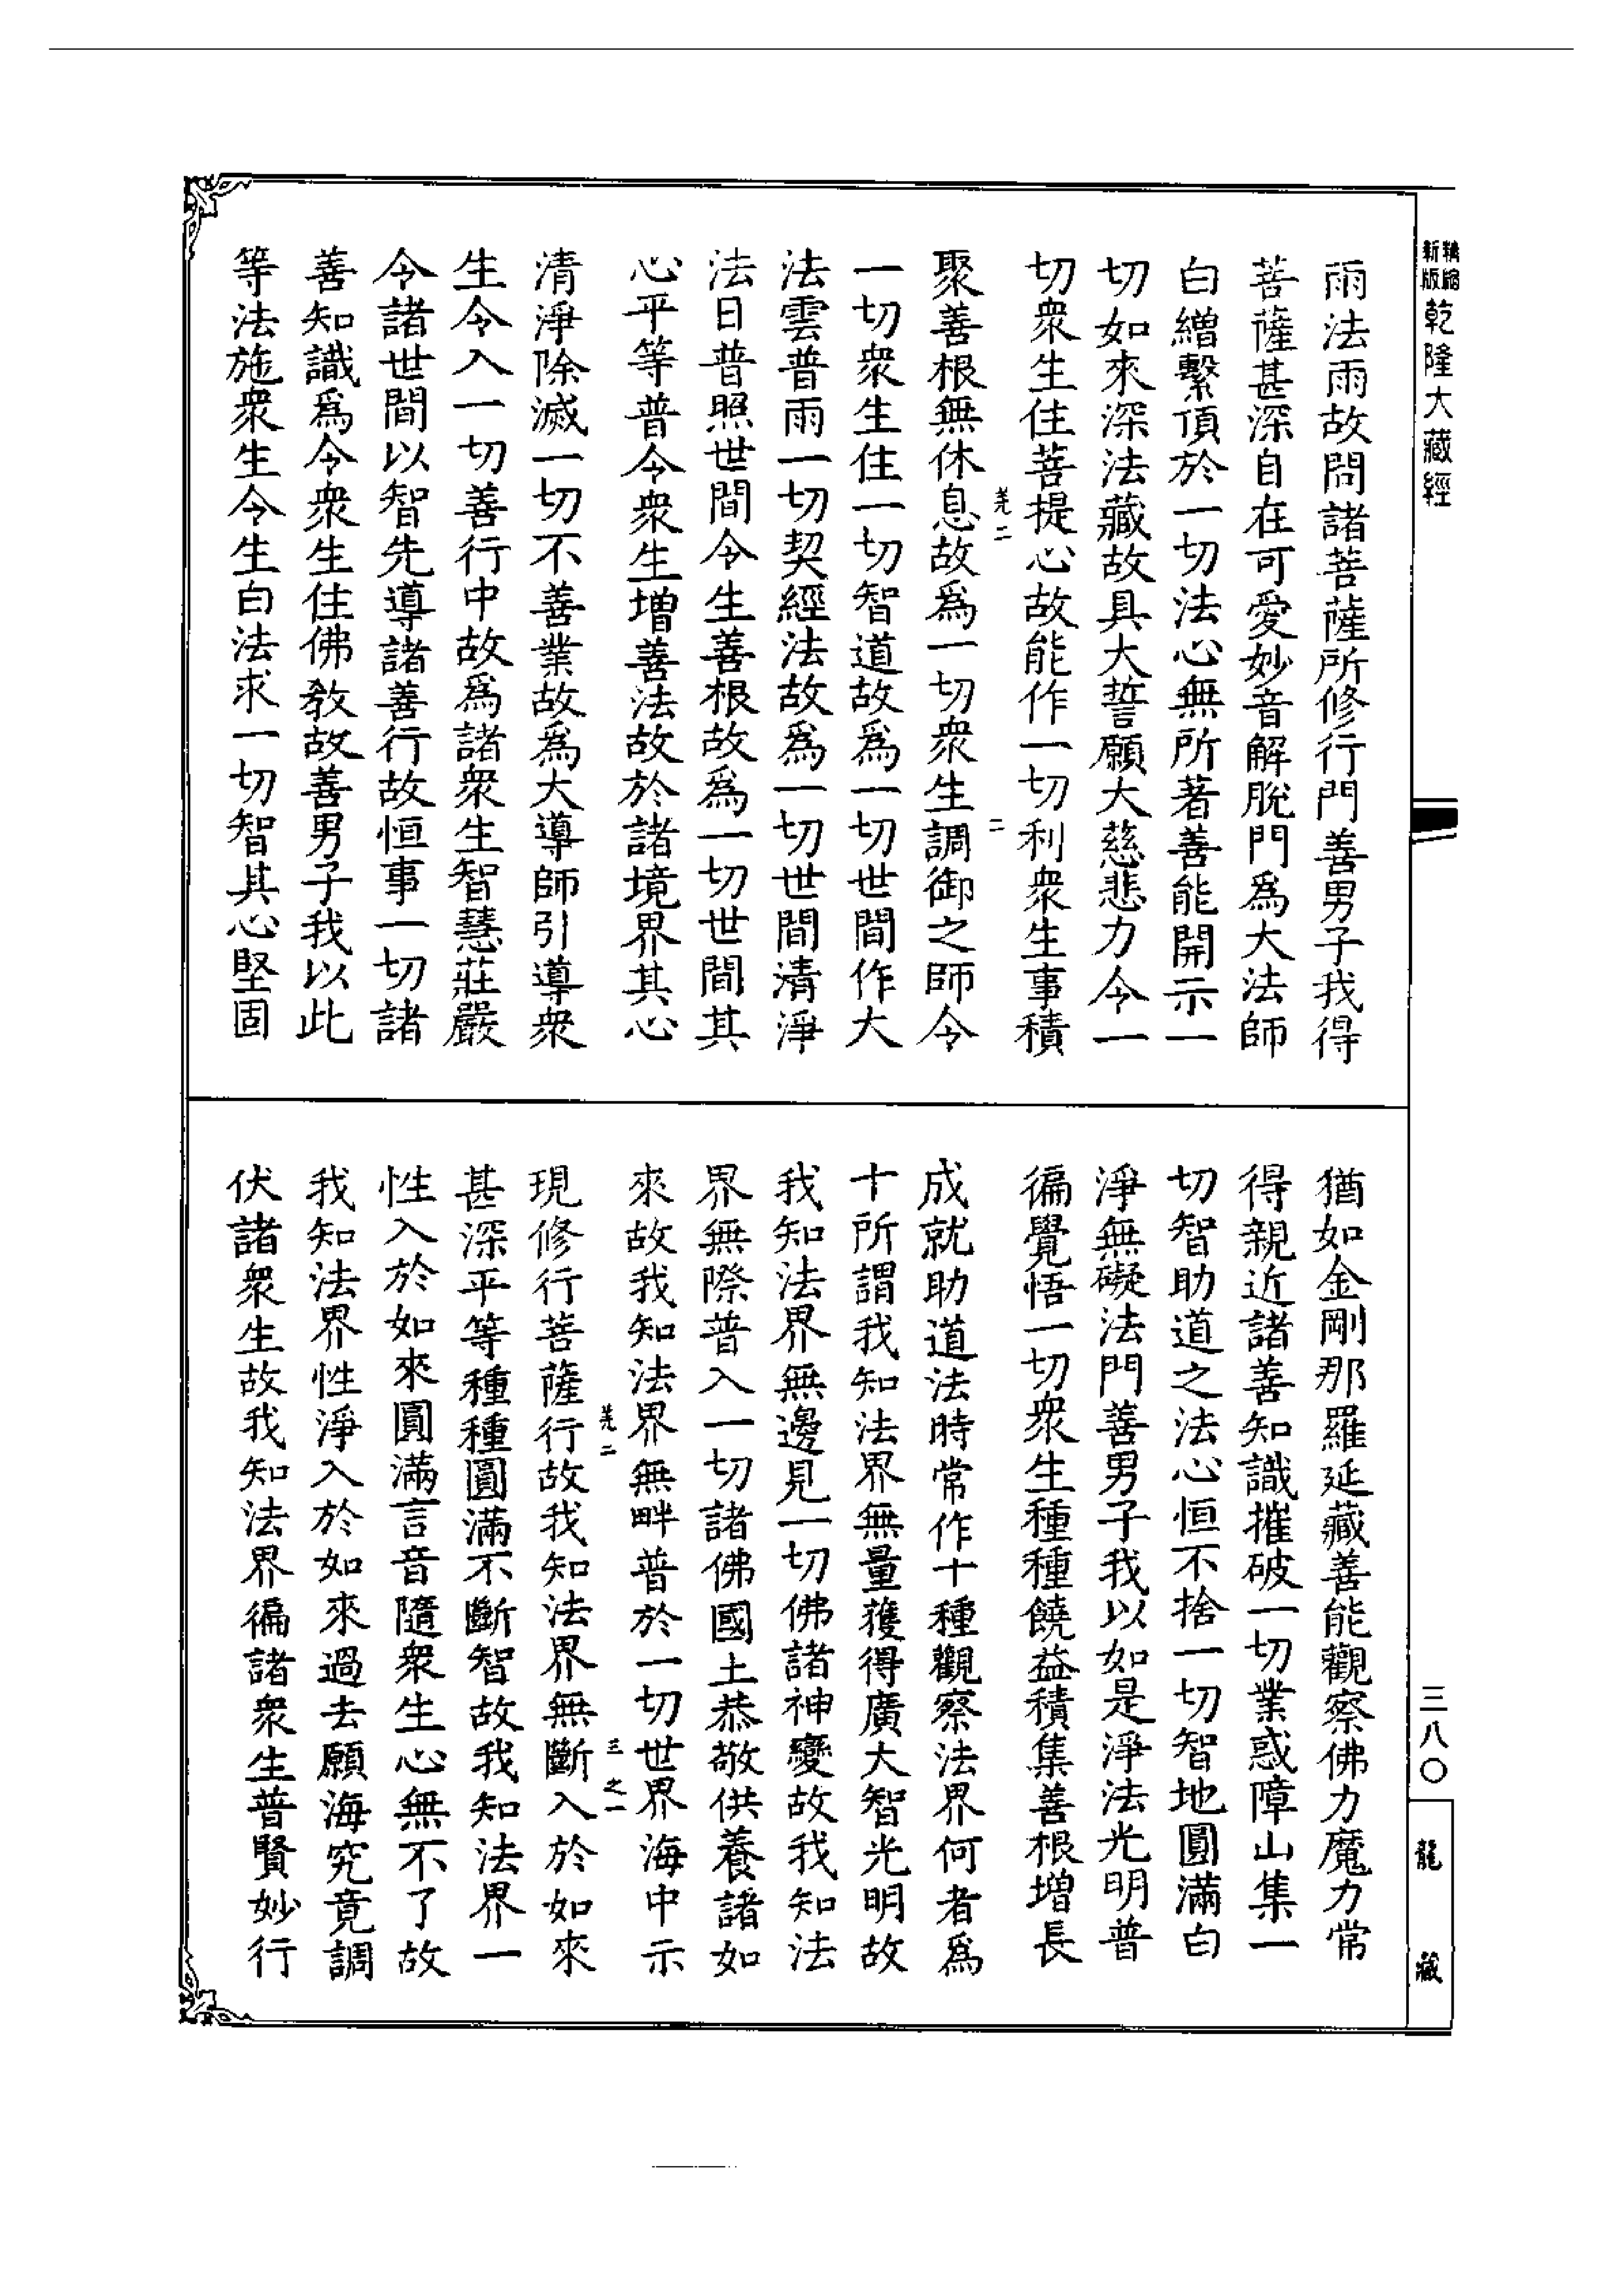 新版 精縮 乾隆大藏經
雨法雨故問諸菩薩所修行門善男子我得
菩薩甚深自在可愛妙音解脫門爲大法師
白繒繫頂於一切法心無所著善能開示一
切如來深法藏故具大誓願大慈悲力令一
切衆生住菩提心故能作一切利衆生事積
羌二 二
聚善根無休息故爲一切衆生調御之師令
一切衆生住一切智道故爲一切世間作大
法雲普雨一切契經法故爲一切世間清淨
法日普照世間令生善根故爲一切世間其
心平等普令衆生增善法故於諸境界其心
清淨除滅一切不善業故爲大導師引導衆
生令入一切善行中故爲諸衆生智慧莊嚴
令諸世間以智先導諸善行故恒事一切諸
善知識爲令衆生住佛教故善男子我以此
等法施衆生令生白法求一切智其心堅固
猶如金剛那羅延藏善能觀察佛力魔力常
得親近諸善知識摧破一切業惑障山集一
切智助道之法心恒不捨一切智地圓滿白
淨無礙法門善男子我以如是淨法光明普
徧覺悟一切衆生種種饒益積集善根增長
成就助道法時常作十種觀察法界何者爲
十所謂我知法界無量獲得廣大智光明故
我知法界無邊見一切佛諸神變故我知法
界無際普入一切諸佛國土恭敬供養諸如
來故我知法界無畔普於一切世界海中示
羌二 三之一
現修行菩薩行故我知法界無斷入於如來
甚深平等種種圓滿不斷智故我知法界一
性入於如來圓滿言音隨衆生心無不了故
我知法界性淨入於如來過去願海究竟調
伏諸衆生故我知法界徧諸衆生普賢妙行
三八〇
龍藏